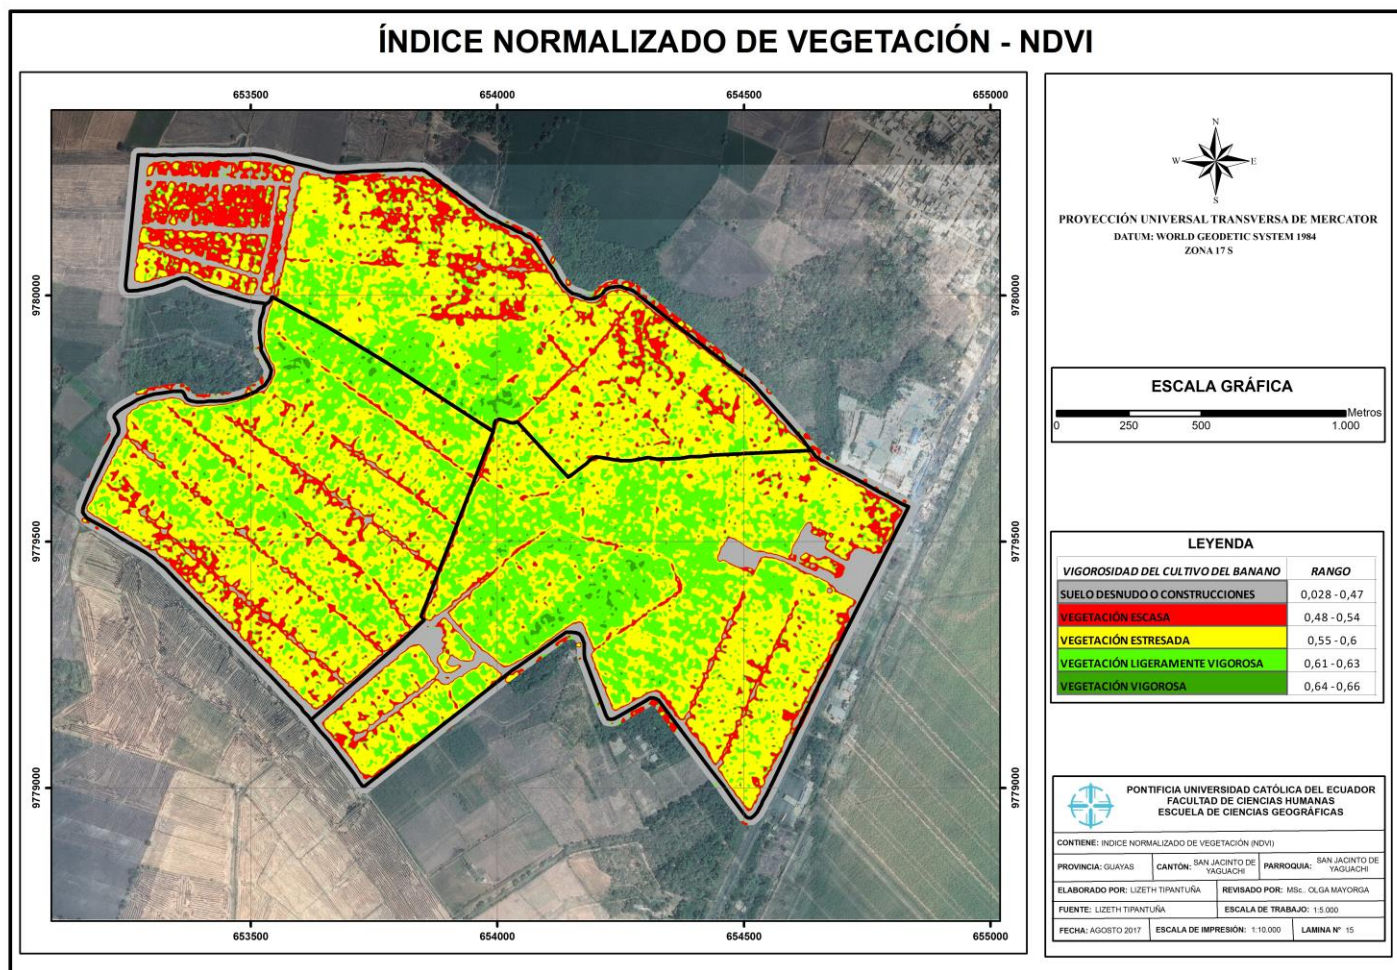 ÍNDICE NORMALIZADO DE VEGETACIÓN - NDVI
653500 654000 654500 655000
9780000 9780000
9779500 9779500
9779000 9779000
653500 654000 654500 655000
N
W E
S
PROYECCIÓN UNIVERSAL TRANSVERSA DE MERCATOR
DATUM: WORLD GEODETIC SYSTEM 1984
ZONA 17 S
ESCALA GRÁFICA
Metros
0 250 500 1.000
LEYENDA
VIGOROSIDAD DEL CULTIVO DEL BANANO RANGO
SUELO DESNUDO O CONSTRUCCIONES 0,028 - 0,47
VEGETACIÓN ESCASA 0,48 - 0,54
VEGETACIÓN ESTRESADA 0,55 - 0,6
VEGETACIÓN LIGERAMENTE VIGOROSA 0,61 - 0,63
VEGETACIÓN VIGOROSA 0,64 - 0,66
PONTIFICIA UNIVERSIDAD CATÓLICA DEL ECUADOR
FACULTAD DE CIENCIAS HUMANAS
ESCUELA DE CIENCIAS GEOGRÁFICAS
CONTIENE: INDICE NORMALIZADO DE VEGETACIÓN (NDVI)
PROVINCIA: GUAYAS CANTÓN: SAN JACINTO DE YAGUACHI PARROQUIA: SAN JACINTO DE YAGUACHI
ELABORADO POR: LIZETH TIPANTUÑA REVISADO POR: MSc.. OLGA MAYORGA
FUENTE: LIZETH TIPANTUÑA ESCALA DE TRABAJO: 1:5.000
FECHA: AGOSTO 2017 ESCALA DE IMPRESIÓN: 1:10.000 LAMINA Nº 15